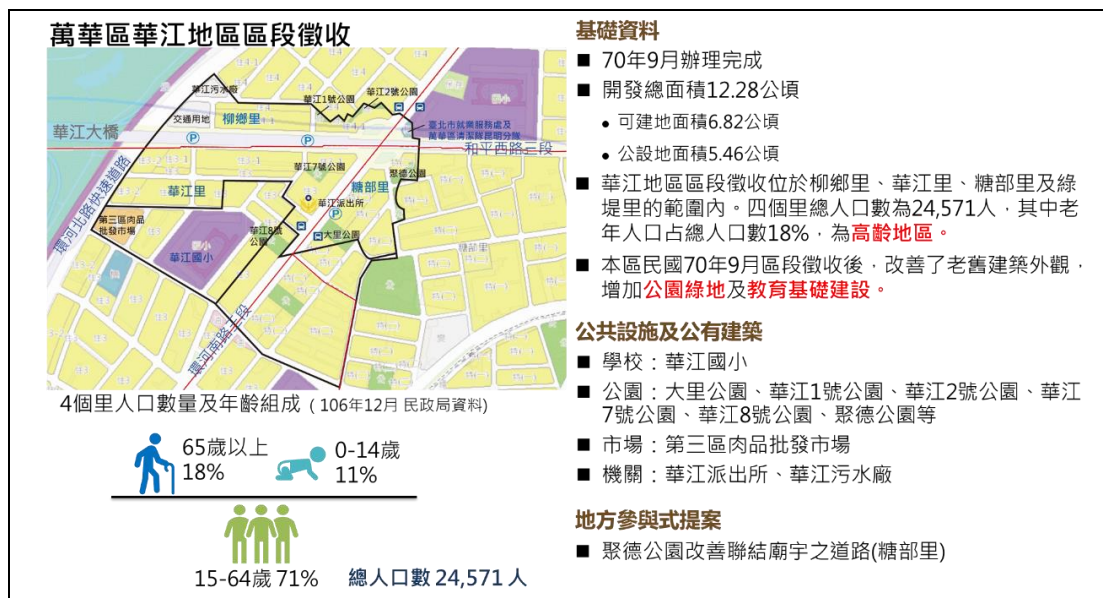 萬華區華江地區區段徵收
華江污水廠
華江1號公園
華江2號公園
交通用地
柳鄉里
臺北市就業服務處及
萬華區清潔隊昆明分隊
華江大橋
和平西路三段
華江7號公園
聚德公園
華江里
糖部里
華江派出所
第三區肉品
批發市場
華江國小
華江8號
公園
大里公園
糖部里
環河北路快速道路
環河南路三段
4個里人口數量及年齡組成 ( 106年12月 民政局資料)
65歲以上
18%
0-14歲
11%
15-64歲 71%
總人口數 24,571 人
基礎資料
■ 70年9月辦理完成
■ 開發總面積12.28公頃
• 可建地面積6.82公頃
• 公設地面積5.46公頃
■ 華江地區區段徵收位於柳鄉里、華江里、糖部里及綠
堤里的範圍內。四個里總人口數為24,571人，其中老
年人口占總人口數18%，為高齡地區。
■ 本區民國70年9月區段徵收後，改善了老舊建築外觀，
增加公園綠地及教育基礎建設。
公共設施及公有建築
■ 學校：華江國小
■ 公園：大里公園、華江1號公園、華江2號公園、華江
7號公園、華江8號公園、聚德公園等
■ 市場：第三區肉品批發市場
■ 機關：華江派出所、華江污水廠
地方參與式提案
■ 聚德公園改善聯結廟宇之道路(糖部里)